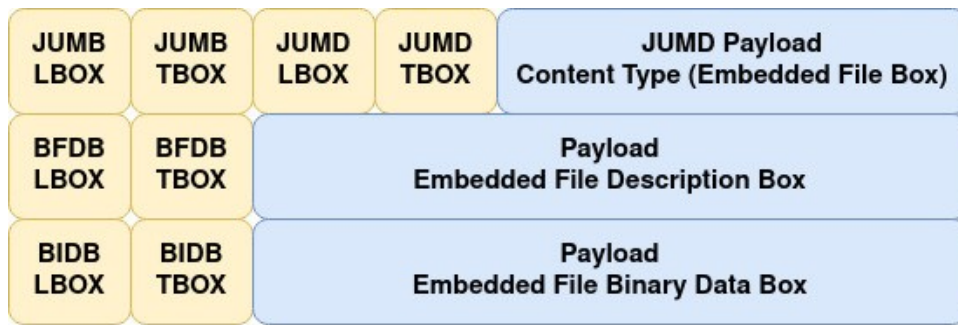 JUMB LBOX
JUMB TBOX
JUMD LBOX
JUMD TBOX
JUMD Payload
Content Type (Embedded File Box)
BFDB LBOX
BFDB TBOX
Payload
Embedded File Description Box
BIDB LBOX
BIDB TBOX
Payload
Embedded File Binary Data Box